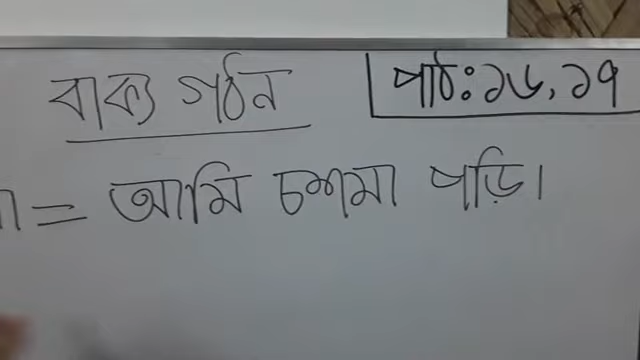 বাক্য গঠন
পাঠ: ১৬, ১৭
া = আমি চশমা পড়ি।